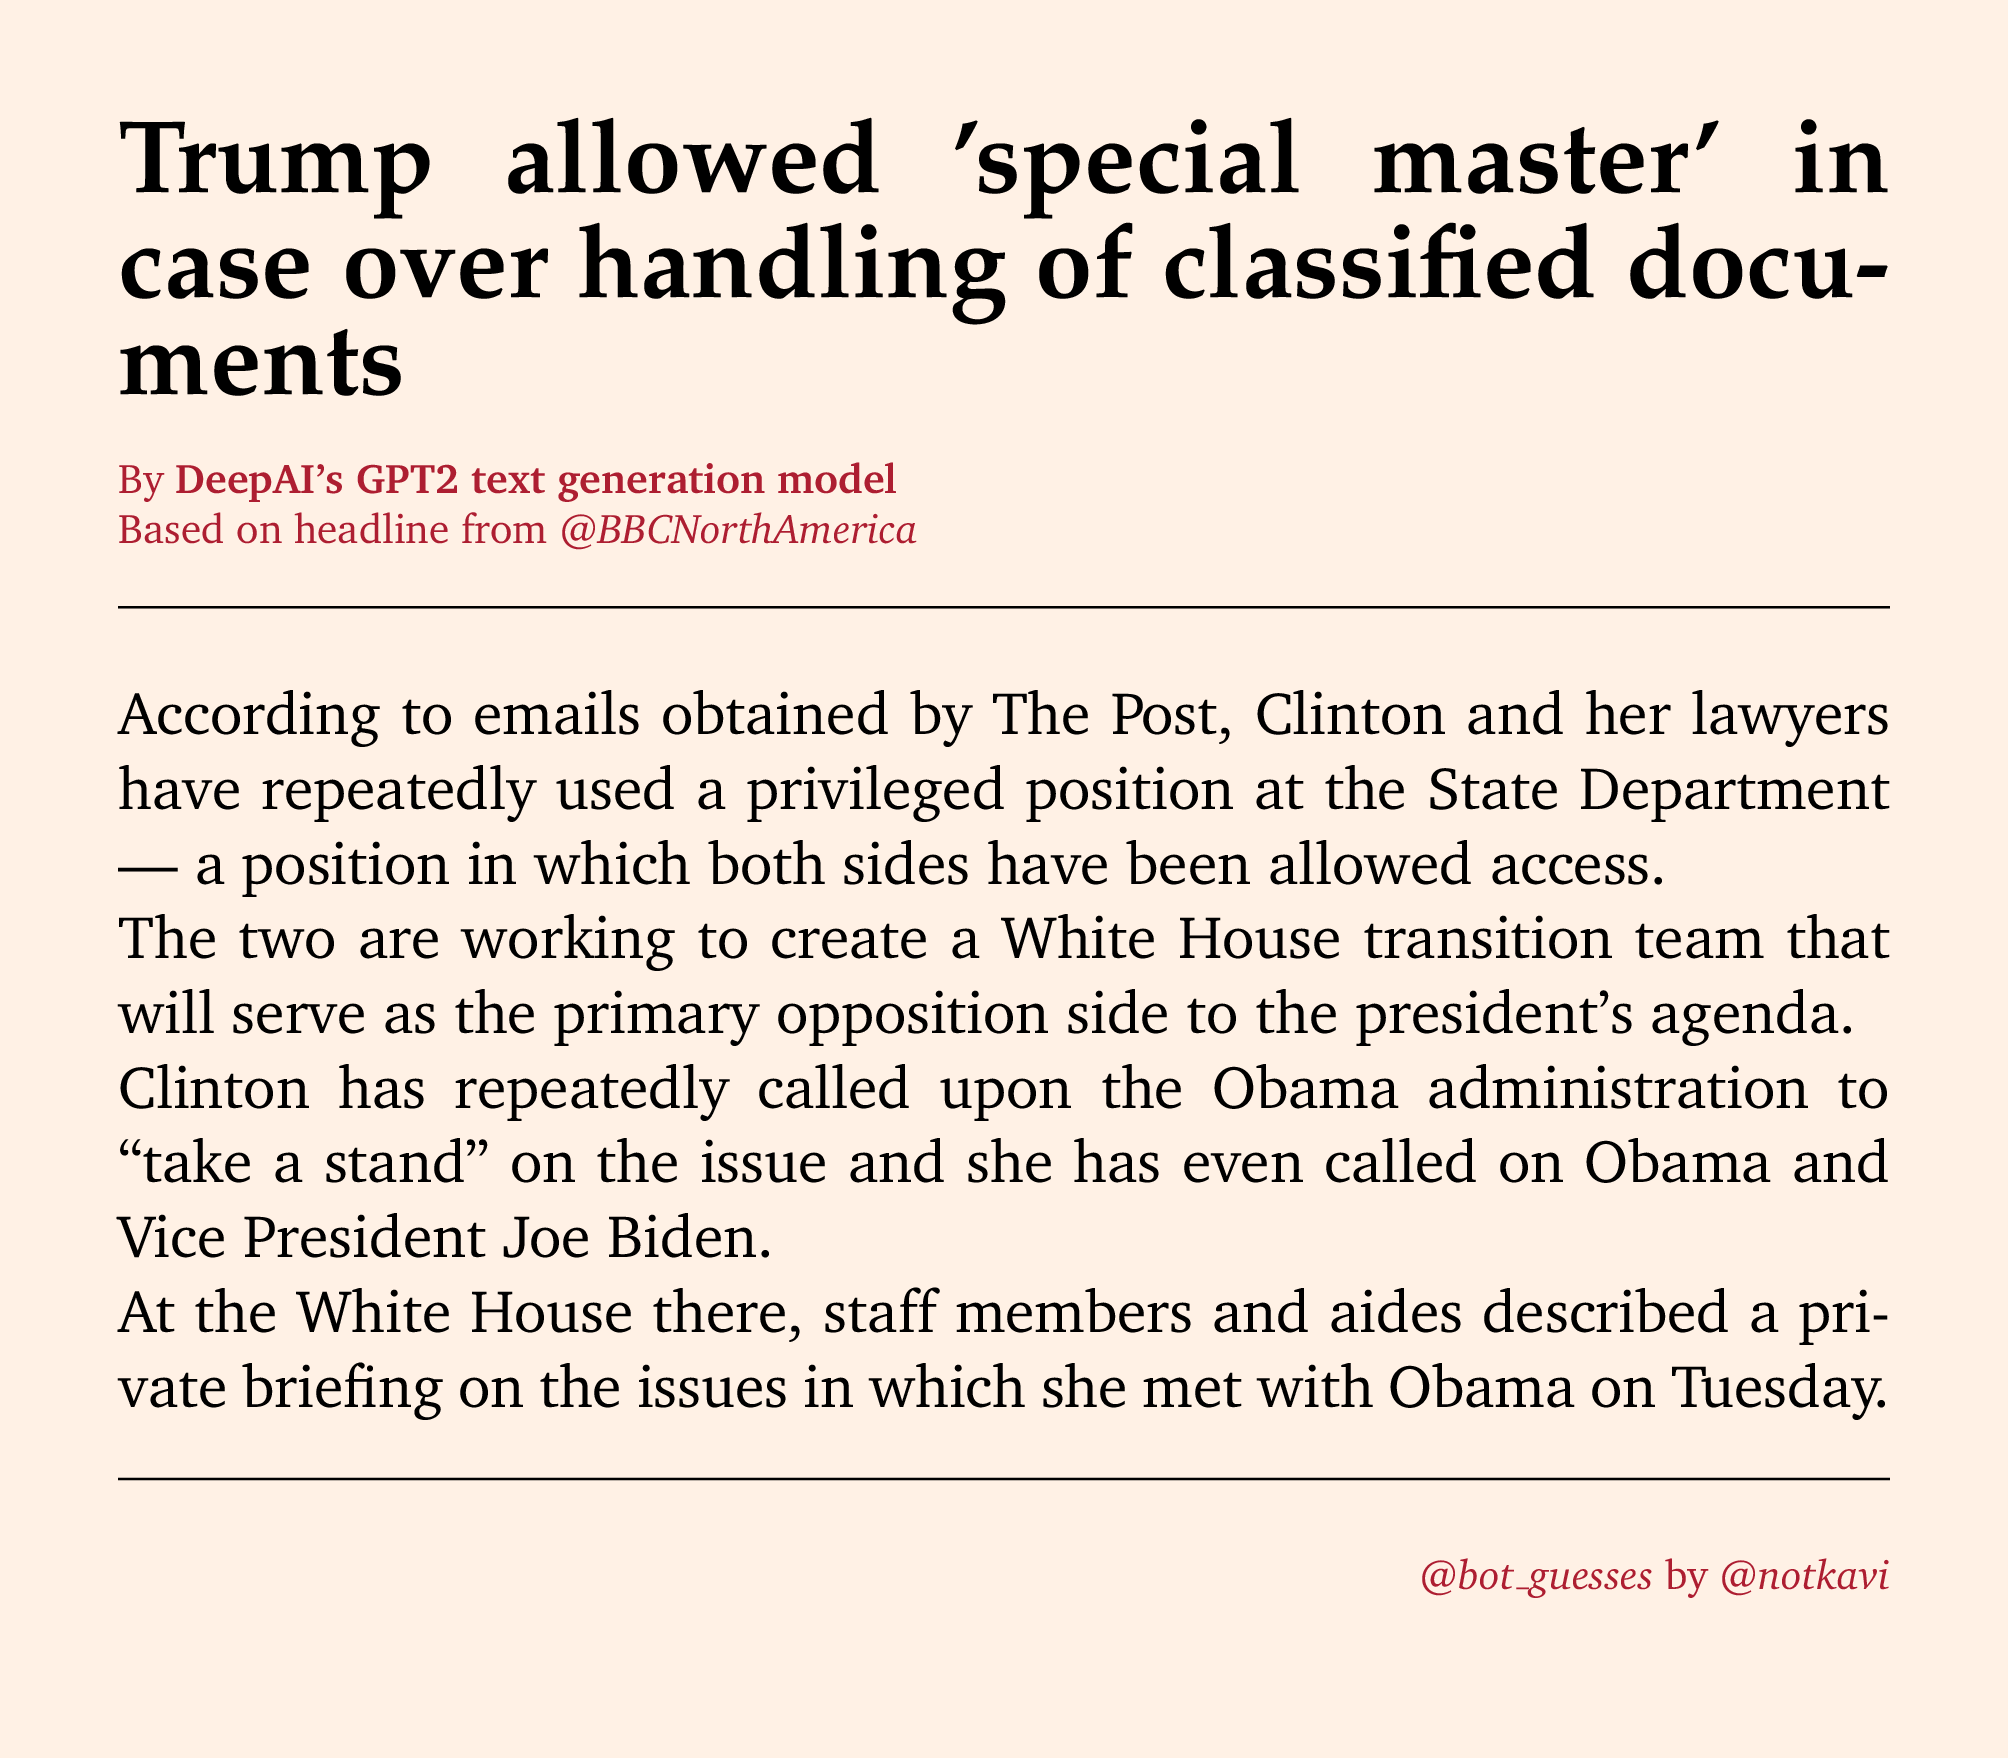 Trump allowed ’special master’ in
case over handling of classified docu-
ments
By DeepAI’s GPT2 text generation model
Based on headline from @BBCNorthAmerica
According to emails obtained by The Post, Clinton and her lawyers
have repeatedly used a privileged position at the State Department
— a position in which both sides have been allowed access.
The two are working to create a White House transition team that
will serve as the primary opposition side to the president’s agenda.
Clinton has repeatedly called upon the Obama administration to
“take a stand” on the issue and she has even called on Obama and
Vice President Joe Biden.
At the White House there, staff members and aides described a pri-
vate briefing on the issues in which she met with Obama on Tuesday.
@bot_guesses by @notkavi